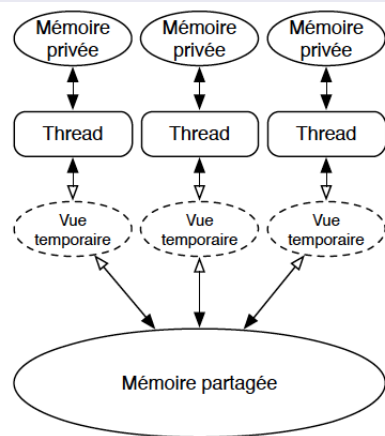 Mémoire
privée
Mémoire
privée
Mémoire
privée
Thread
Thread
Thread
Vue
temporaire
Vue
temporaire
Vue
temporaire
Mémoire partagée